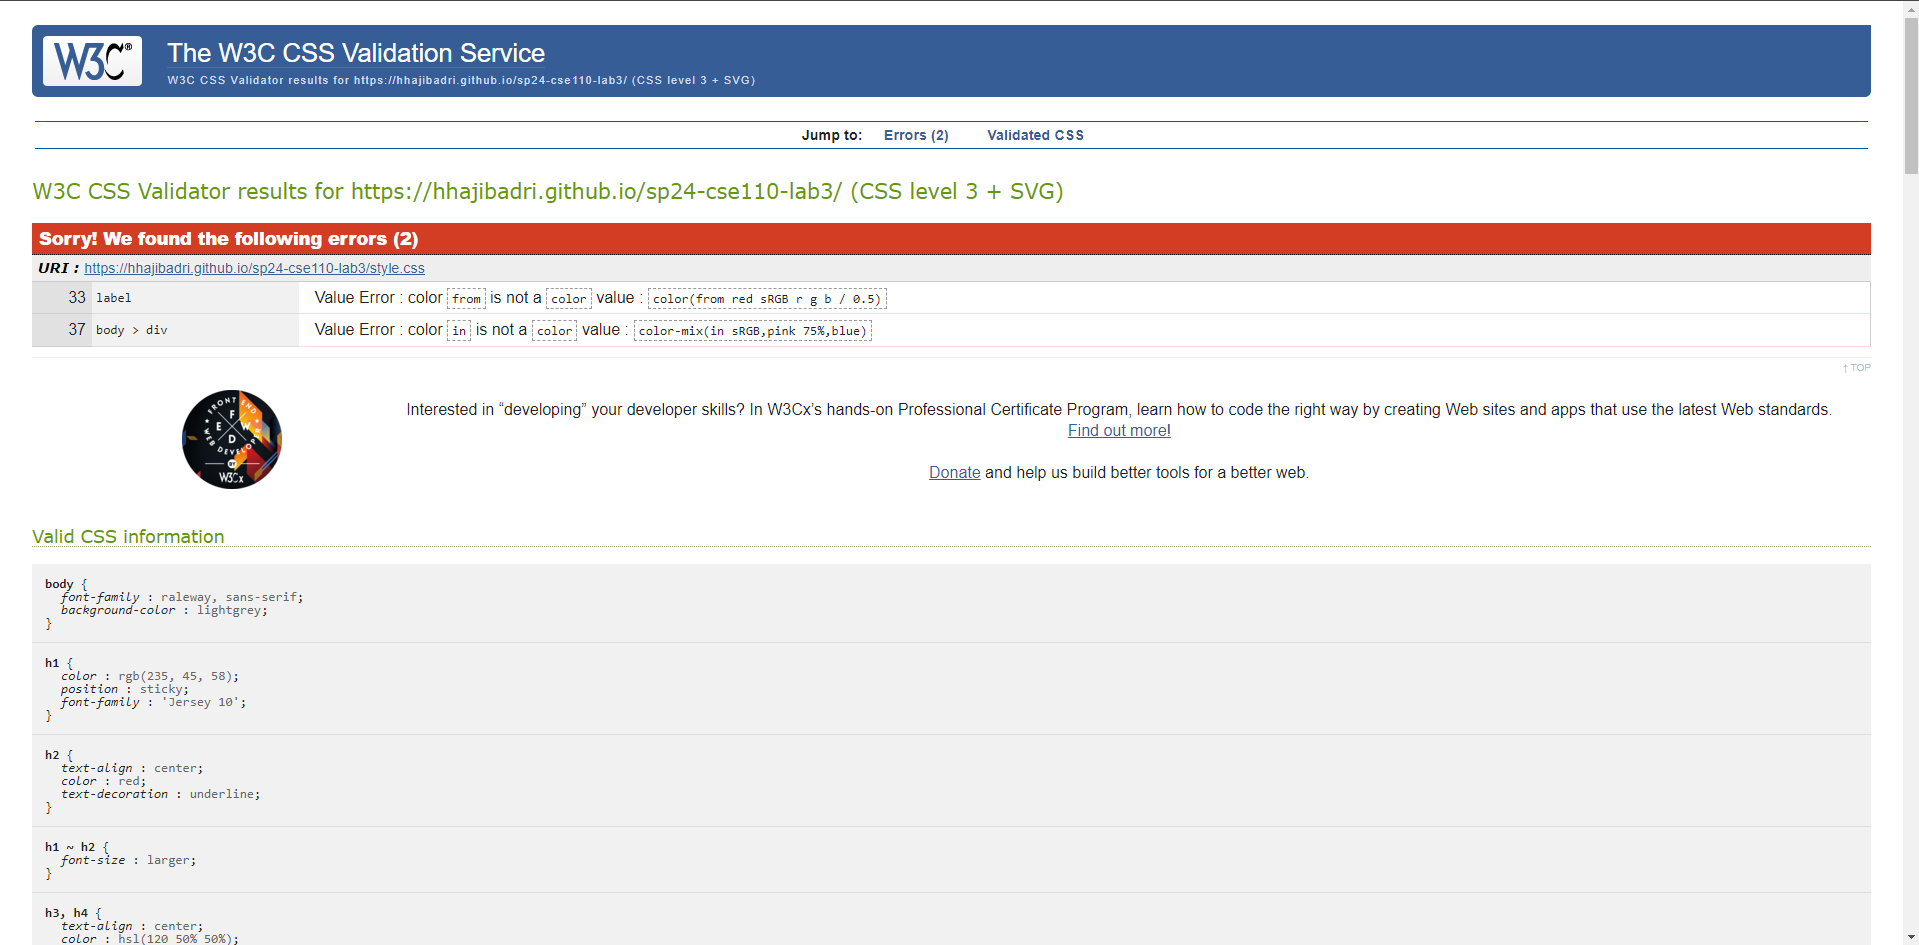 W3C®
The W3C CSS Validation Service
W3C CSS Validator results for https://hhajibadri.github.io/sp24-cse110-lab3/ (CSS level 3 + SVG)
Jump to: Errors (2) Validated CSS
W3C CSS Validator results for https://hhajibadri.github.io/sp24-cse110-lab3/ (CSS level 3 + SVG)
Sorry! We found the following errors (2)
URI : https://hhajibadri.github.io/sp24-cse110-lab3/style.css
33 label Value Error : color from is not a color value : color(from red sRGB r g b / 0.5)
37 body > div Value Error : color in is not a color value : color-mix(in sRGB,pink 75%,blue)
↑ TOP
FRONT END
F E W D
WEB DEVELOPER
BY
W3Cx
Interested in “developing” your developer skills? In W3Cx’s hands-on Professional Certificate Program, learn how to code the right way by creating Web sites and apps that use the latest Web standards.
Find out more!
Donate and help us build better tools for a better web.
Valid CSS information
body {
font-family : raleway, sans-serif;
background-color : lightgrey;
}
h1 {
color : rgb(235, 45, 58);
position : sticky;
font-family : 'Jersey 10';
}
h2 {
text-align : center;
color : red;
text-decoration : underline;
}
h1 ~ h2 {
font-size : larger;
}
h3, h4 {
text-align : center;
color : hsl(120 50% 50%);